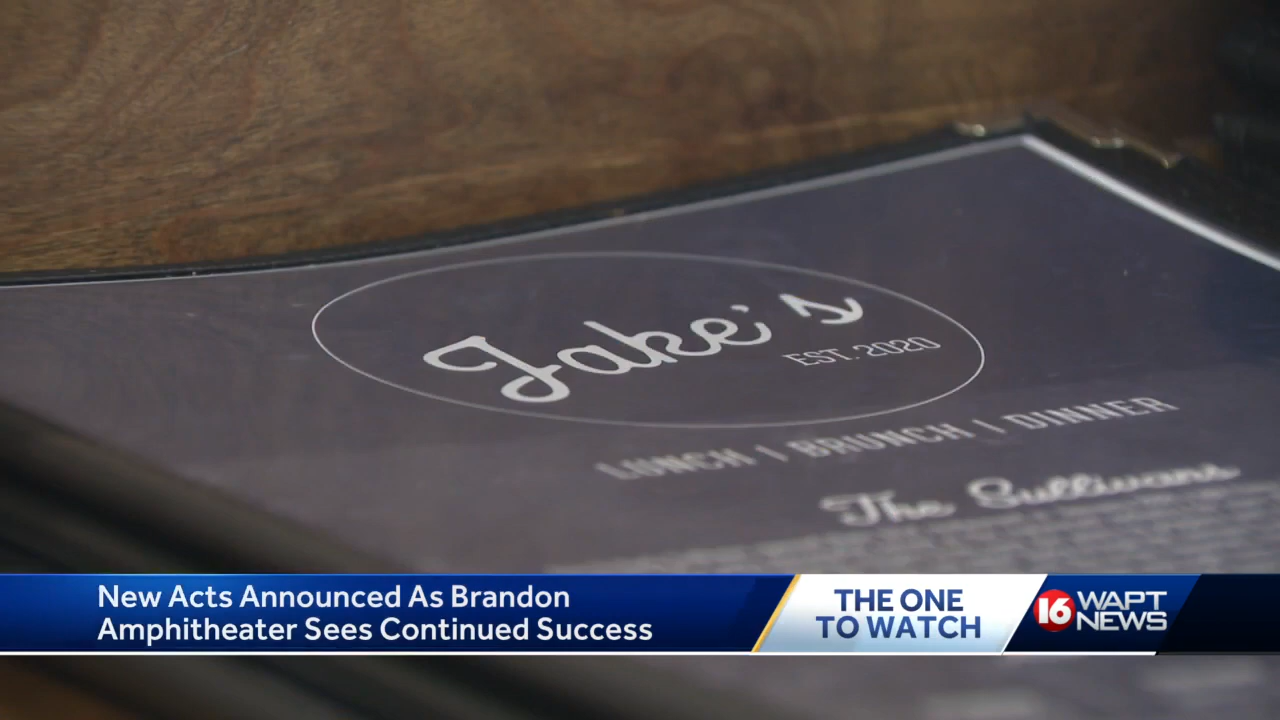 Jake's
EST. 2020
LUNCH | BRUNCH | DINNER
The Sullivans
New Acts Announced As Brandon
Amphitheater Sees Continued Success
THE ONE
TO WATCH
16 WAPT
NEWS